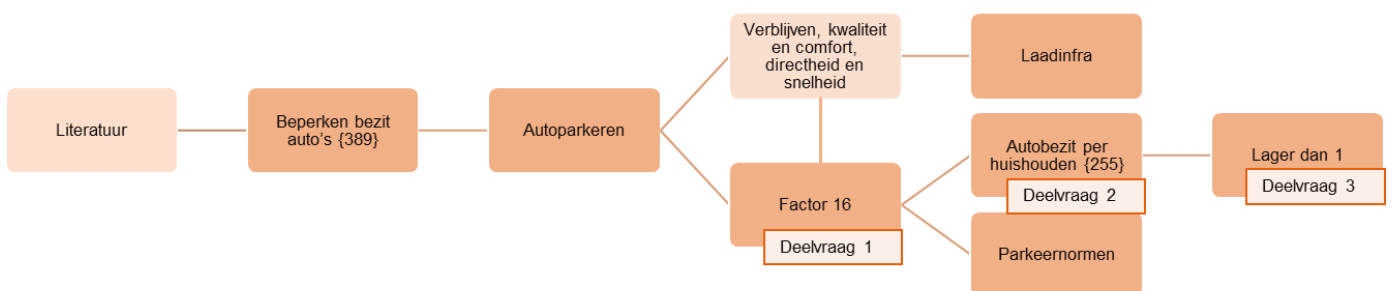 Literatuur
Beperken bezit
auto's {389}
Autoparkeren
Verblijven, kwaliteit
en comfort,
directheid en
snelheid
Laadinfra
Factor 16
Deelvraag 1
Autobezit per
huishouden {255}
Deelvraag 2
Lager dan 1
Deelvraag 3
Parkeernormen